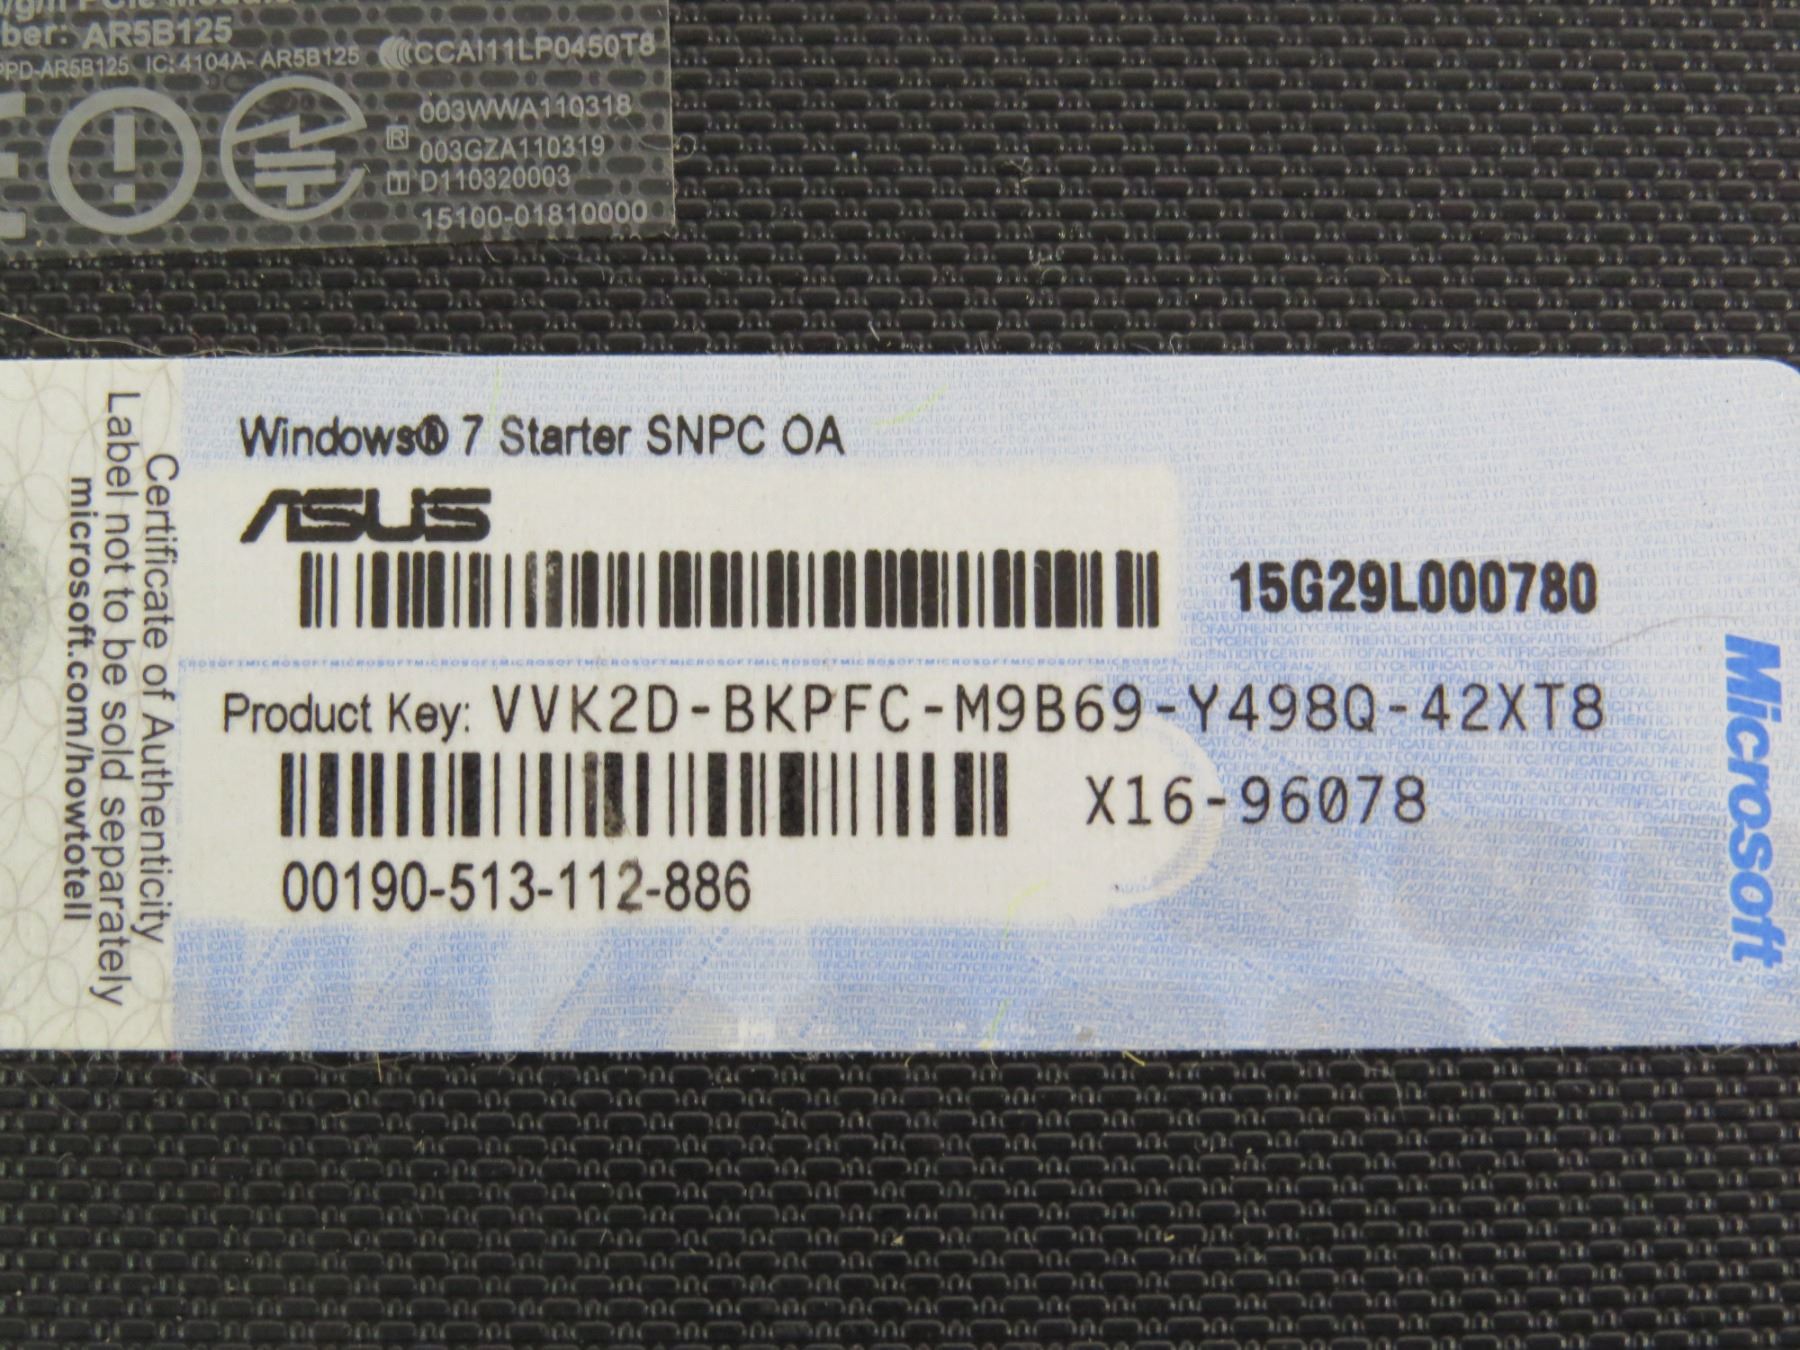 AR5B125
PPD-AR5B125 IC: 4104A- AR5B125 CCAI11LP0450T8
003WWA110318
R 003GZA110319
T D110320003
15100-01810000
Certificate of Authenticity
Label not to be sold separately
microsoft.com/howtotell
Windows® 7 Starter SNPC OA
ASUS
15G29L000780
Product Key: VVK2D-BKPFC-M9B69-Y498Q-42XT8
X16-96078
00190-513-112-886
Microsoft